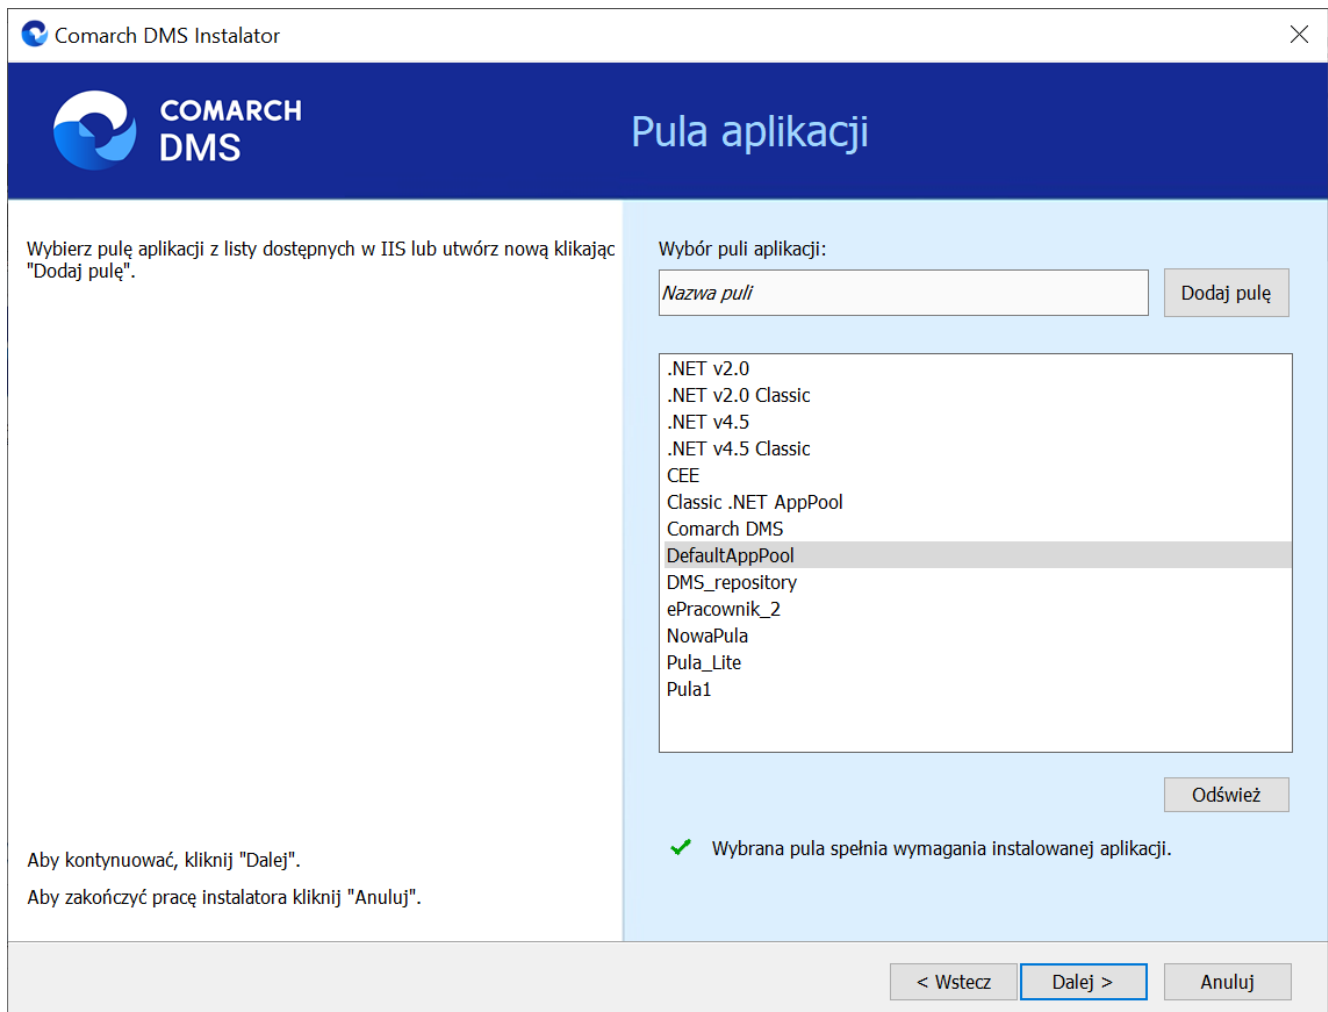 Comarch DMS Instalator
COMARCH
DMS
Pula aplikacji
Wybierz pulę aplikacji z listy dostępnych w IIS lub utwórz nową klikając
"Dodaj pulę".
Aby kontynuować, kliknij "Dalej".
Aby zakończyć pracę instalatora kliknij "Anuluj".
Wybór puli aplikacji:
Nazwa puli
Dodaj pulę
.NET v2.0
.NET v2.0 Classic
.NET v4.5
.NET v4.5 Classic
CEE
Classic .NET AppPool
Comarch DMS
DefaultAppPool
DMS_repository
ePracownik_2
NowaPula
Pula_Lite
Pula1
Odśwież
Wybrana pula spełnia wymagania instalowanej aplikacji.
< Wstecz
Dalej >
Anuluj